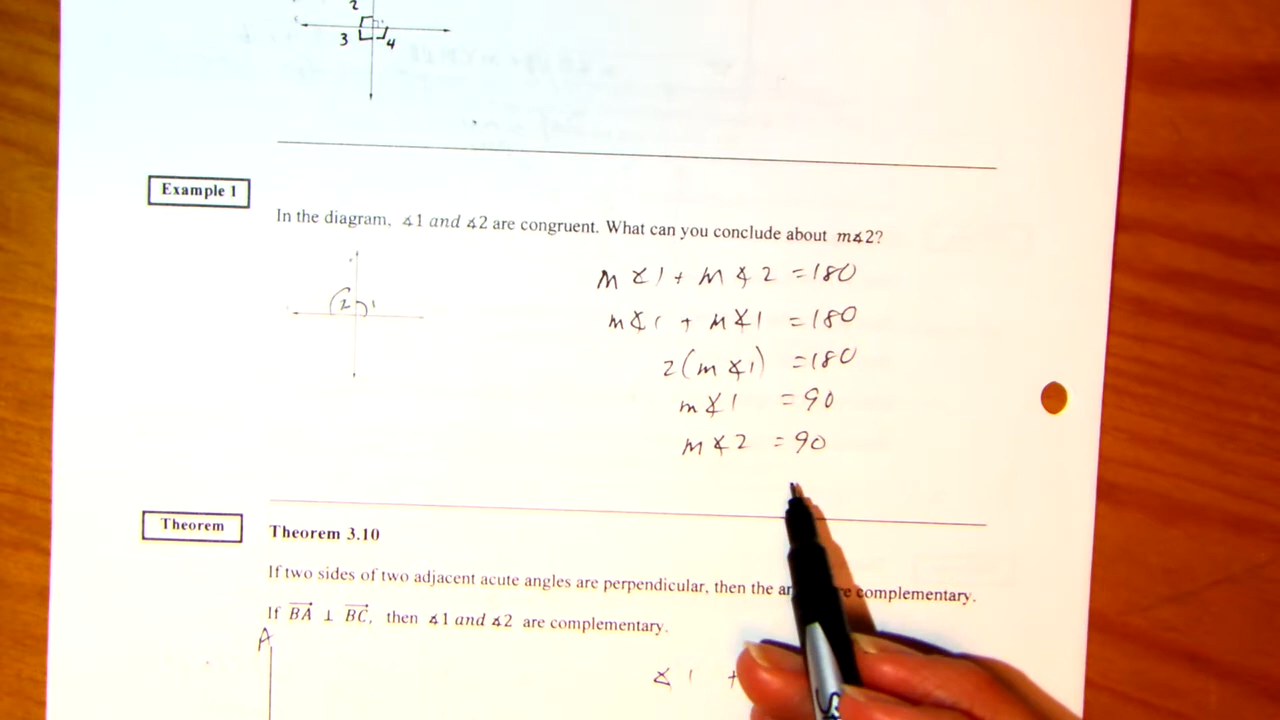 2
3 4
Example 1
In the diagram, ∡1 and ∡2 are congruent. What can you conclude about m∡2?
2 1
m∡1 + m∡2 = 180
m∡1 + m∡1 = 180
2(m∡1) = 180
m∡1 = 90
m∡2 = 90
Theorem
Theorem 3.10
If two sides of two adjacent acute angles are perpendicular, then the complementary.
If BA ⊥ BC, then ∡1 and ∡2 are complementary.
A
∡ 1 +